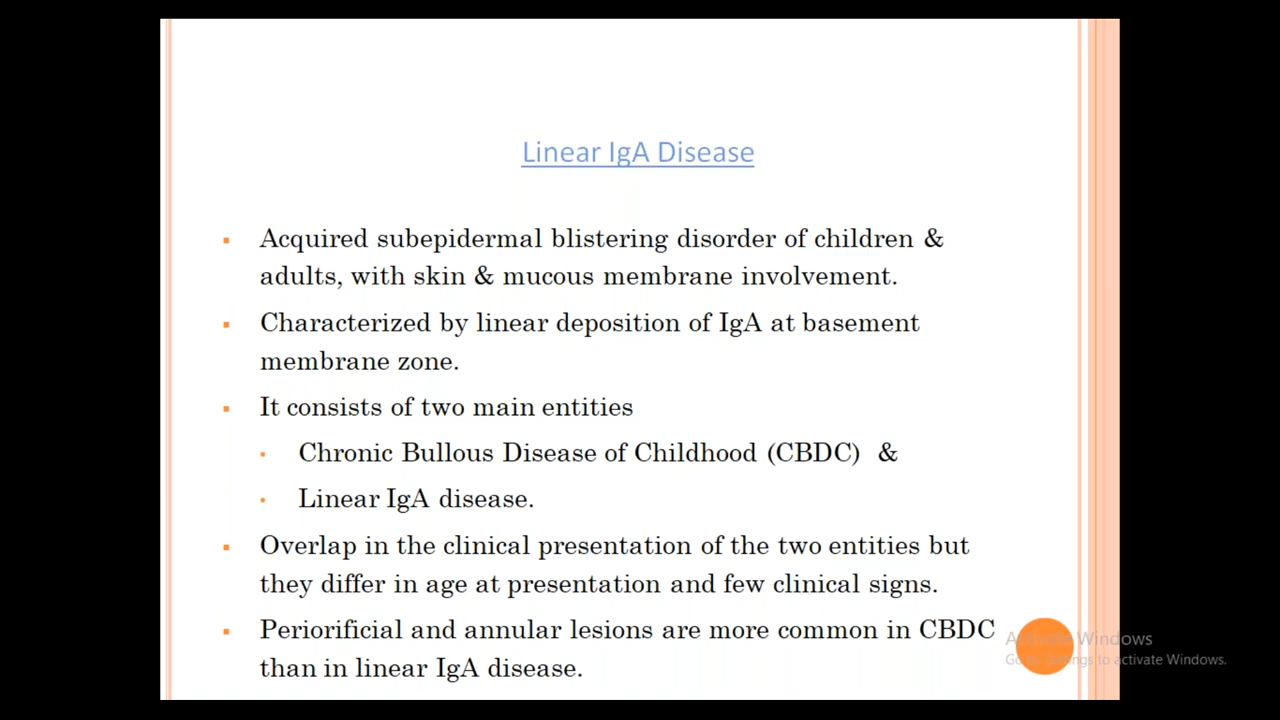 Linear IgA Disease
Acquired subepidermal blistering disorder of children &
adults, with skin & mucous membrane involvement.
Characterized by linear deposition of IgA at basement
membrane zone.
It consists of two main entities
Chronic Bullous Disease of Childhood (CBDC) &
Linear IgA disease.
Overlap in the clinical presentation of the two entities but
they differ in age at presentation and few clinical signs.
Periorificial and annular lesions are more common in CBDC
than in linear IgA disease.
Activate Windows
Go to Settings to activate Windows.